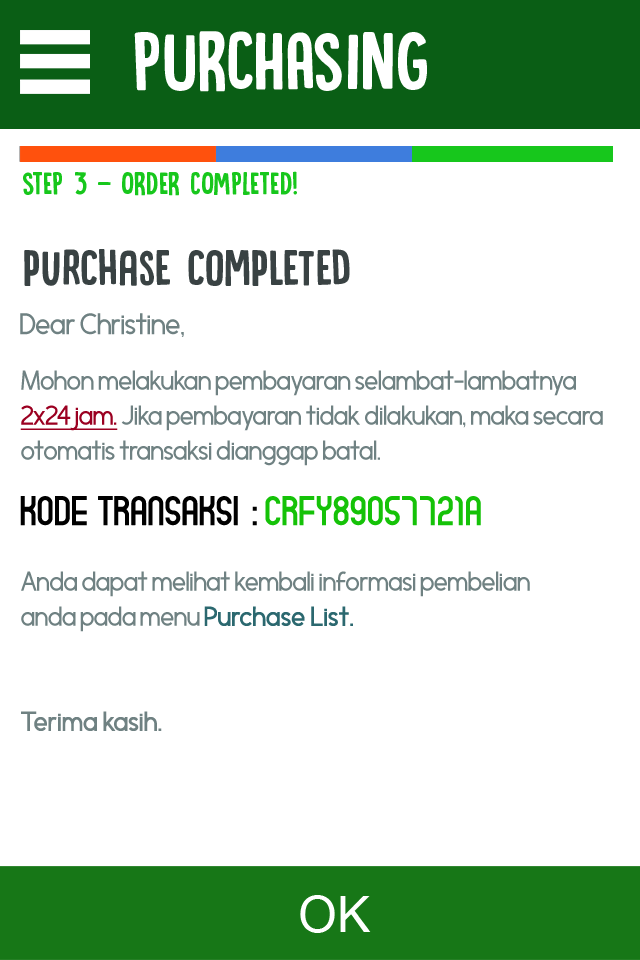 PURCHASING
STEP 3 - ORDER COMPLETED!
PURCHASE COMPLETED
Dear Christine,
Mohon melakukan pembayaran selambat-lambatnya
2x24 jam. Jika pembayaran tidak dilakukan, maka secara
otomatis transaksi dianggap batal.
KODE TRANSAKSI : CRFY89057721A
Anda dapat melihat kembali informasi pembelian
anda pada menu Purchase List.
Terima kasih.
OK